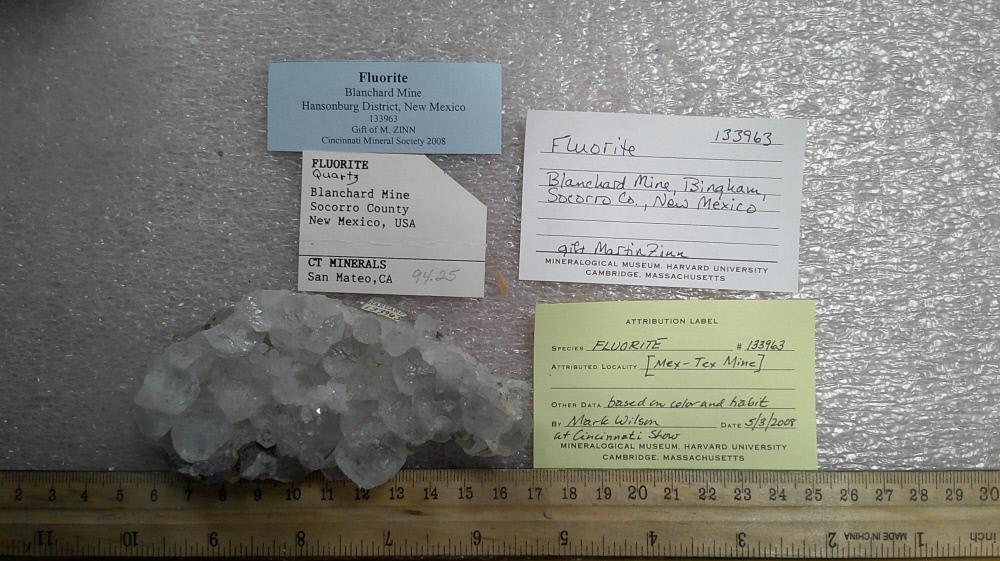 Fluorite
Blanchard Mine
Hansonburg District, New Mexico
133963
Gift of M. ZINN
Cincinnati Mineral Society 2008
FLUORITE
Quartz
Blanchard Mine
Socorro County
New Mexico, USA
CT MINERALS
San Mateo,CA 94.25
133963
Fluorite
Blanchard Mine, Bingham,
Socorro Co., New Mexico
gift Martin Zinn
MINERALOGICAL MUSEUM, HARVARD UNIVERSITY
CAMBRIDGE, MASSACHUSETTS
ATTRIBUTION LABEL
SPECIES FLUORITE # 133963
ATTRIBUTED LOCALITY [Mex-Tex Mine]
OTHER DATA based on color and habit
BY Mark Wilson DATE 5/3/2008
at Cincinnati Show
MINERALOGICAL MUSEUM, HARVARD UNIVERSITY
CAMBRIDGE, MASSACHUSETTS
2 3 4 5 6 7 8 9 10 11 12 13 14 15 16 17 18 19 20 21 22 23 24 25 26 27 28 29 30
11 10 9 8 7 6 5 4 3 2 MADE IN CHINA 1 inch